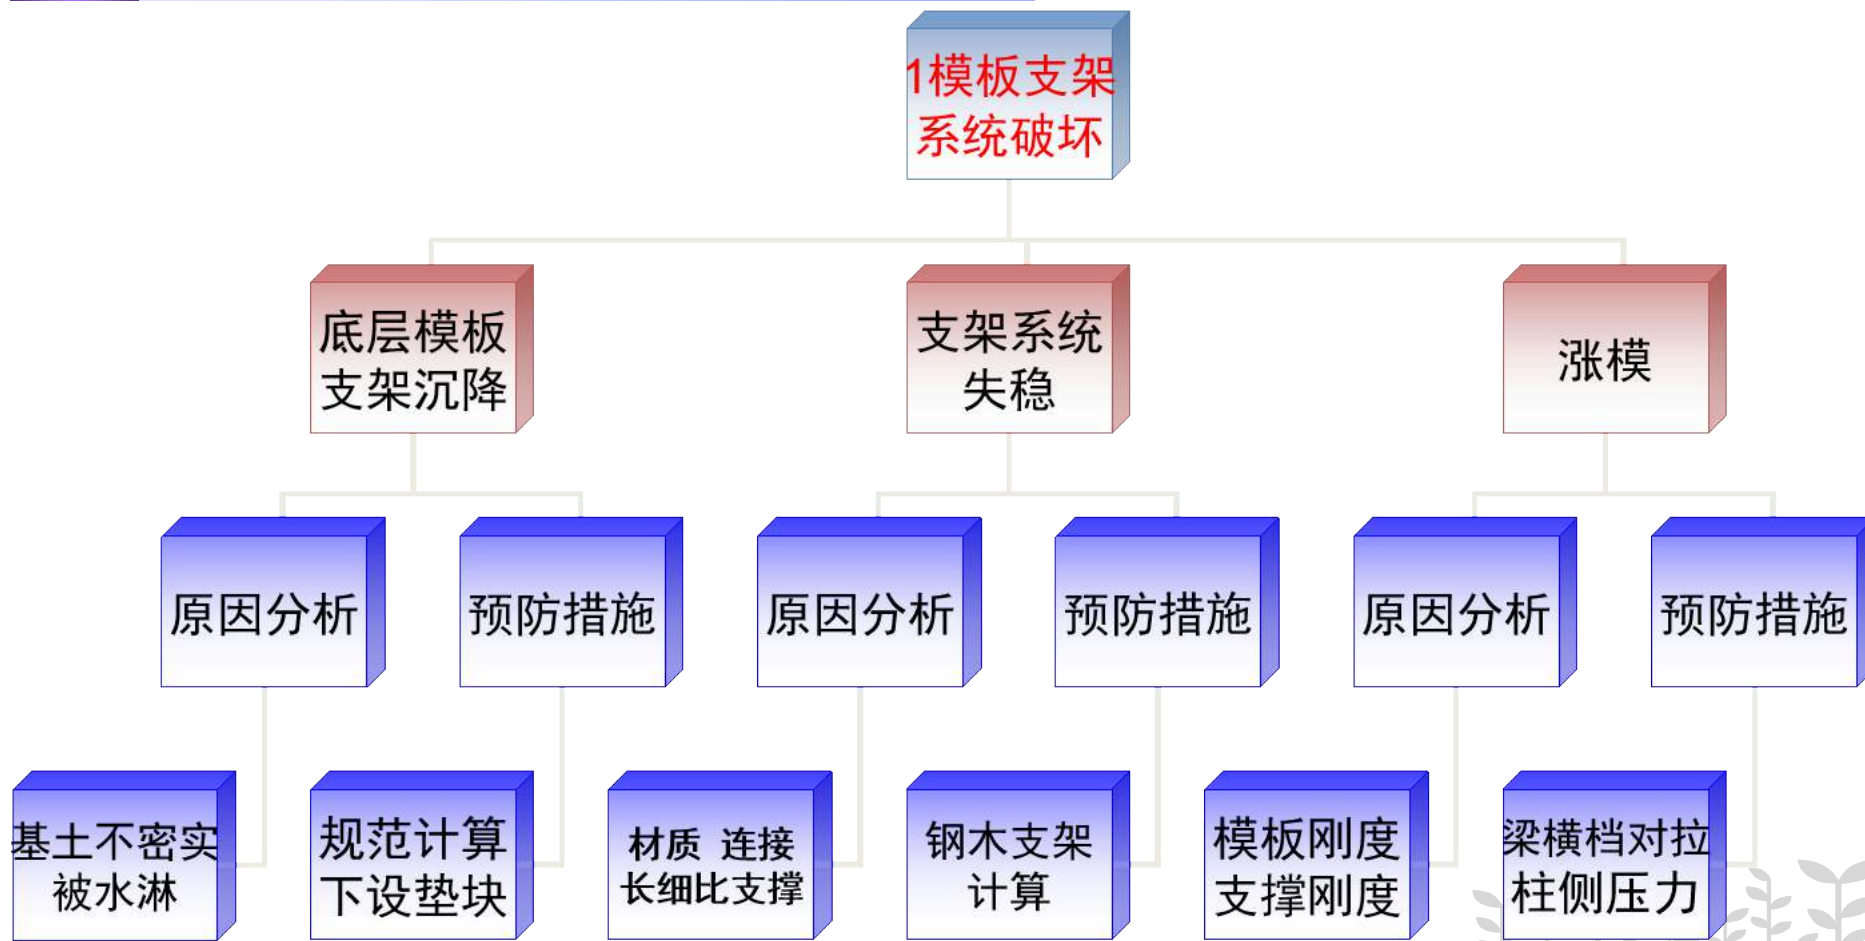 1模板支架
系统破坏
底层模板
支架沉降
支架系统
失稳
涨模
原因分析
预防措施
原因分析
预防措施
原因分析
预防措施
基土不密实
被水淋
规范计算
下设垫块
材质 连接
长细比支撑
钢木支架
计算
模板刚度
支撑刚度
梁横档对拉
柱侧压力